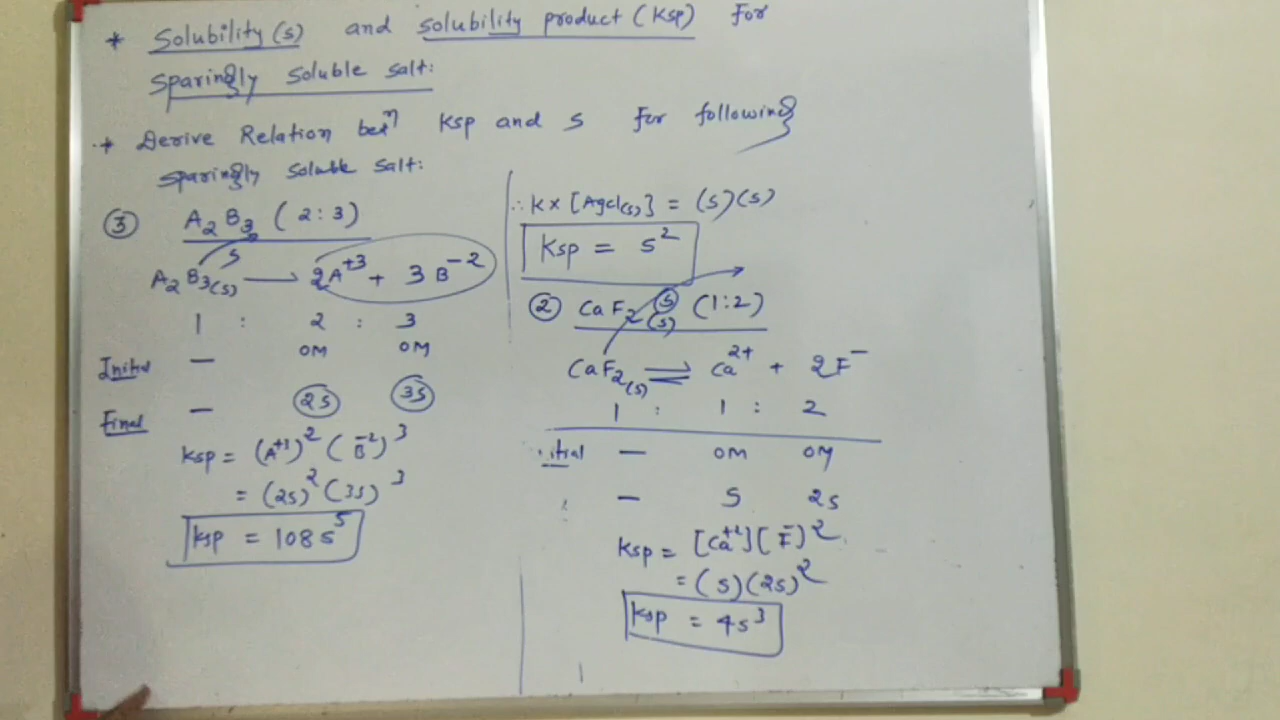 * Solubility (s) and solubility product (Ksp) For
Sparingly Soluble salt:
* Derive Relation betn Ksp and S For following
Sparingly Soluble Salt:
③ A₂B₃ (2:3)
S
A₂B₃(s) → 2A⁺³ + 3B⁻²
1 : 2 : 3
Initial — 0M 0M
Final — 2S 3S
Ksp = (A⁺³)² (B⁻²)³
= (2S)² (3S)³
Ksp = 108 S⁵
∴ K × [AgCl(s)] = (S)(S)
Ksp = S²
② CaF₂(s) (1:2)
S
CaF₂(s) ⇌ Ca²⁺ + 2F⁻
1 : 1 : 2
itial — 0M 0M
— S 2S
Ksp = [Ca⁺²][F⁻)²
= (S)(2S)²
Ksp = 4S³